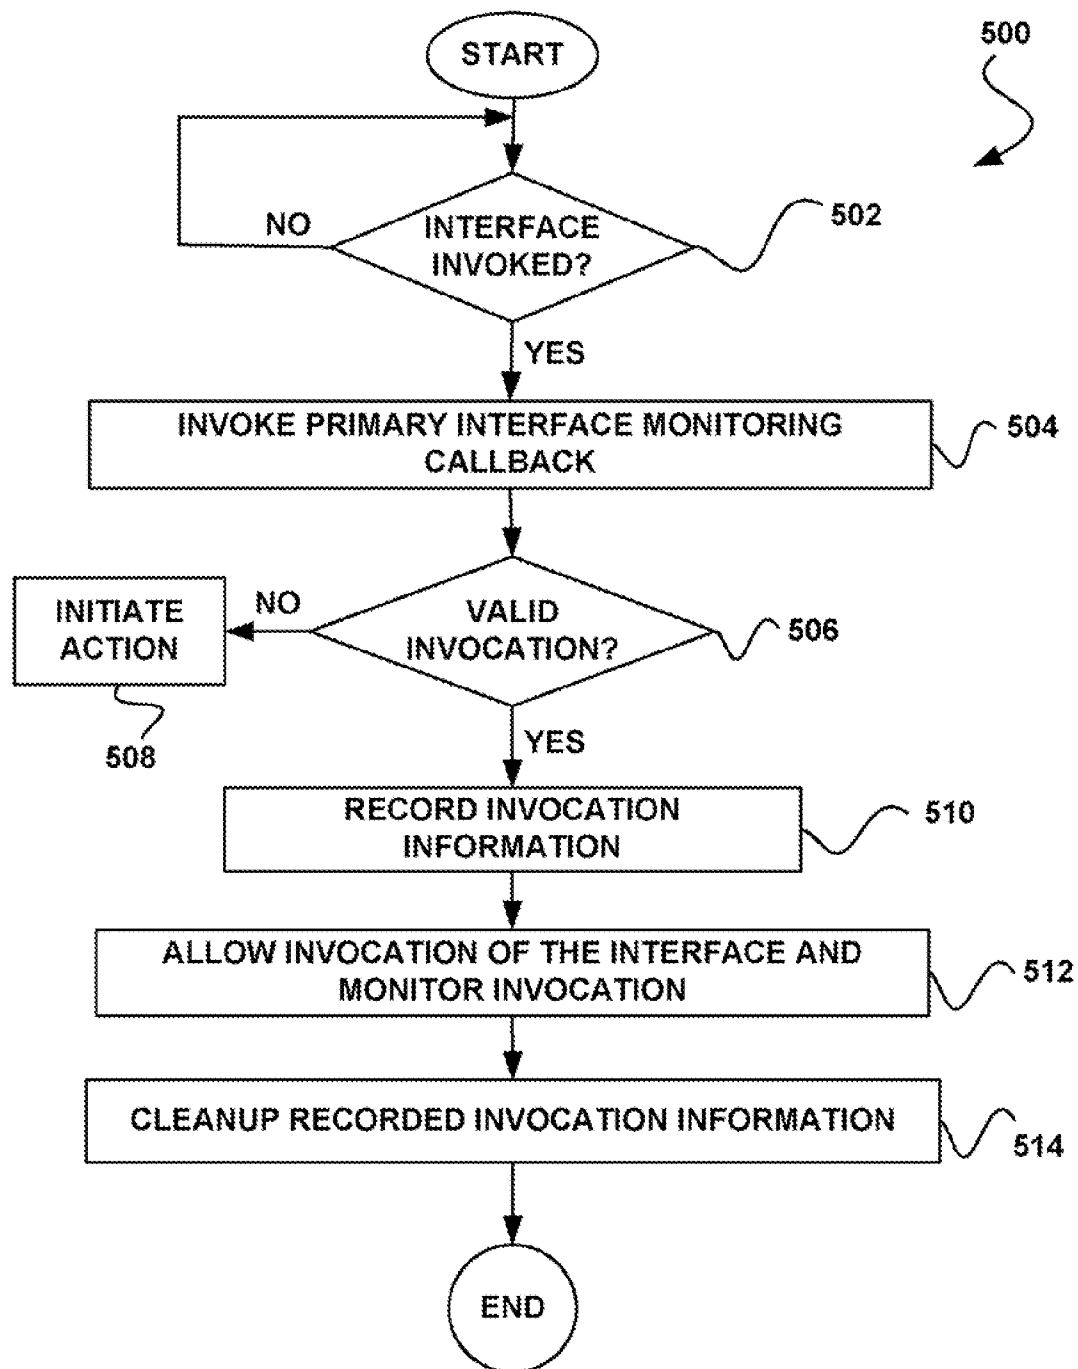 START
500
NO
INTERFACE
INVOKED?
502
YES
INVOKE PRIMARY INTERFACE MONITORING
CALLBACK
504
INITIATE
ACTION
NO
VALID
INVOCATION?
506
508
YES
RECORD INVOCATION
INFORMATION
510
ALLOW INVOCATION OF THE INTERFACE AND
MONITOR INVOCATION
512
CLEANUP RECORDED INVOCATION INFORMATION
514
END